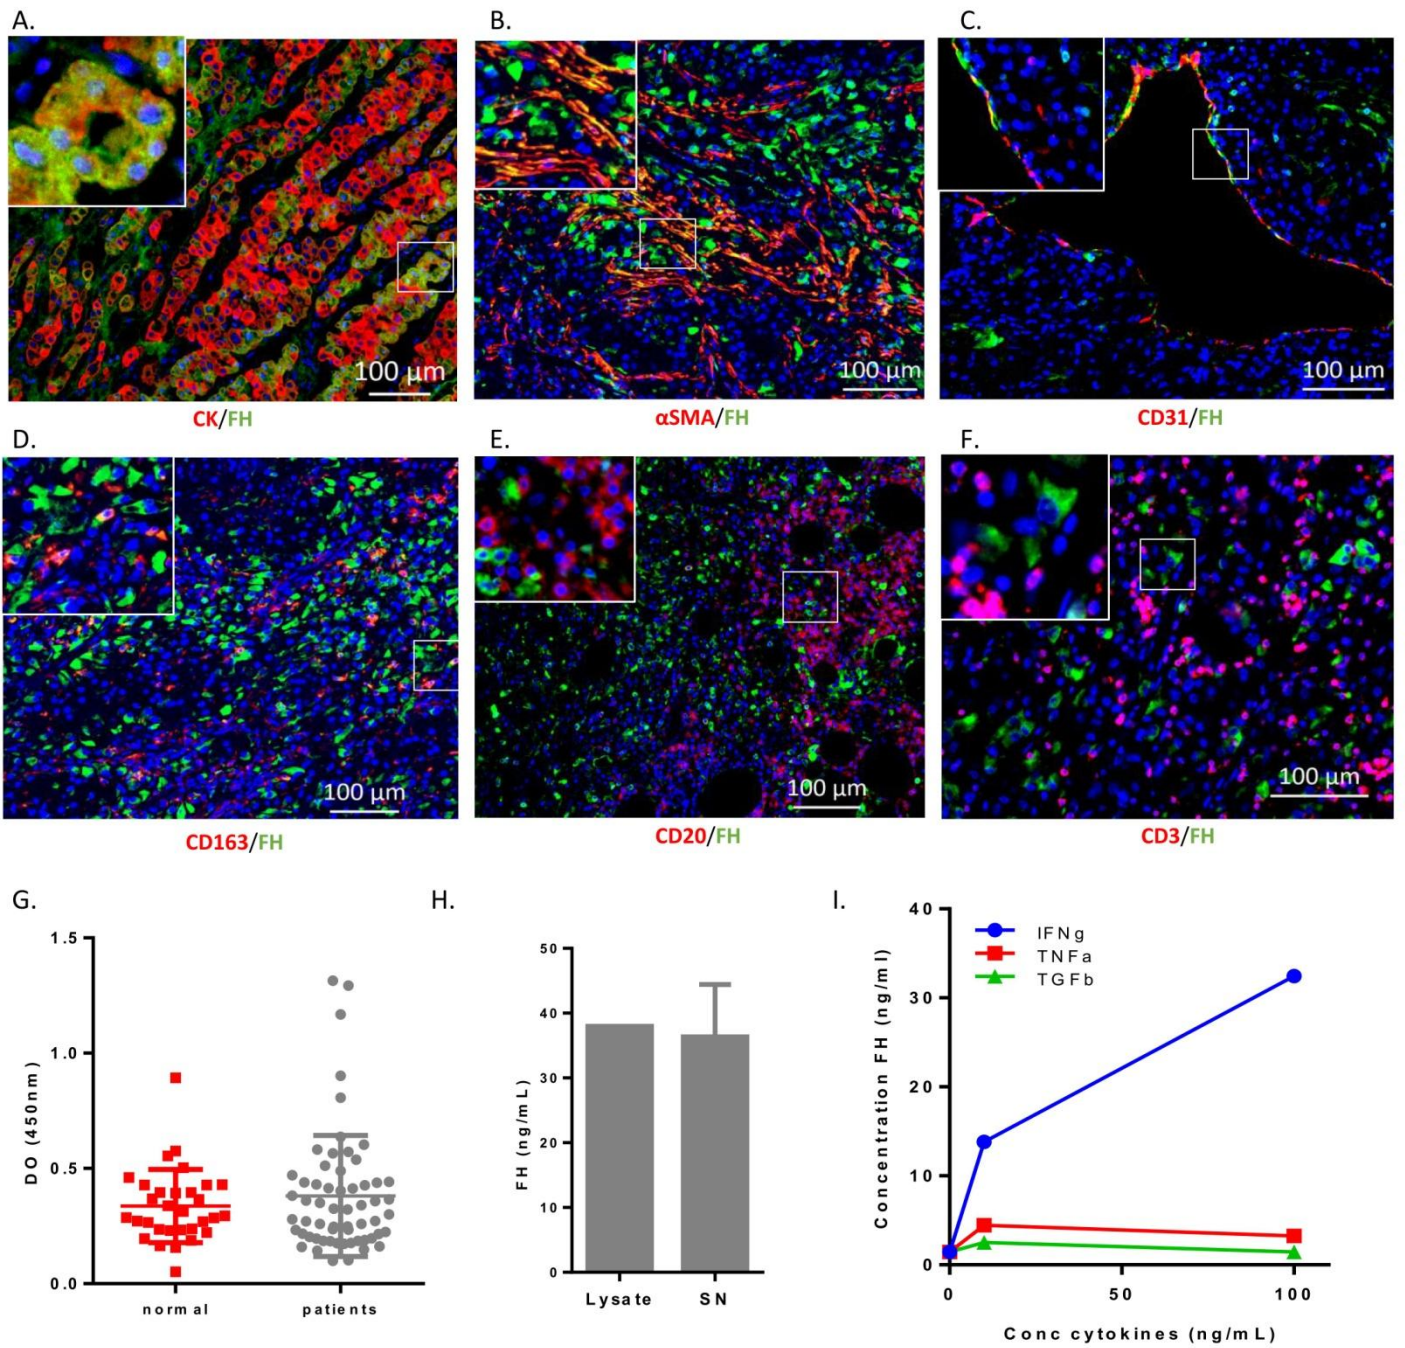 A.
B.
C.
100 µm
100 µm
100 µm
CK/FH
αSMA/FH
CD31/FH
D.
E.
F.
100 µm
100 µm
100 µm
CD163/FH
CD20/FH
CD3/FH
G.
H.
I.
1.5
1.0
0.5
0.0
DO (450nm)
normal
patients
50
40
30
20
10
0
FH (ng/mL)
Lysate
SN
40
30
20
10
0
Concentration FH (ng/ml)
IFNg
TNFa
TGFb
0
50
100
Conc cytokines (ng/mL)